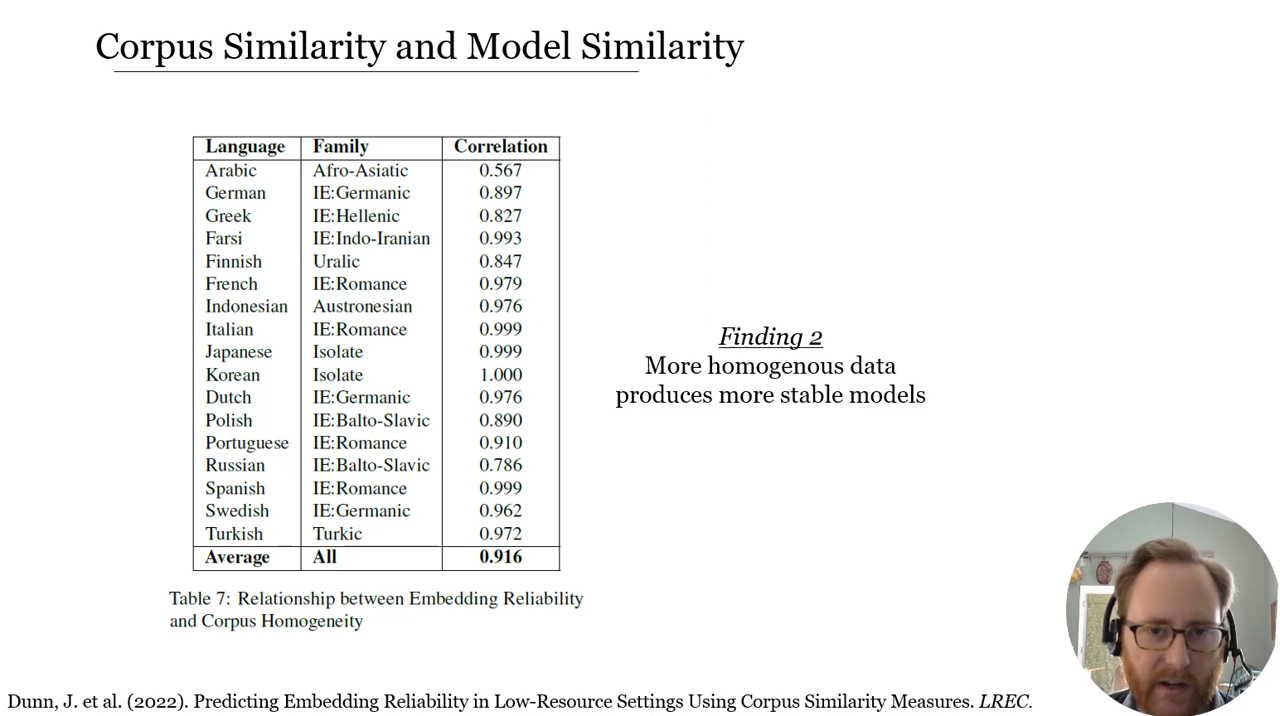 Corpus Similarity and Model Similarity
Language Family Correlation
Arabic Afro-Asiatic 0.567
German IE:Germanic 0.897
Greek IE:Hellenic 0.827
Farsi IE:Indo-Iranian 0.993
Finnish Uralic 0.847
French IE:Romance 0.979
Indonesian Austronesian 0.976
Italian IE:Romance 0.999
Japanese Isolate 0.999
Korean Isolate 1.000
Dutch IE:Germanic 0.976
Polish IE:Balto-Slavic 0.890
Portuguese IE:Romance 0.910
Russian IE:Balto-Slavic 0.786
Spanish IE:Romance 0.999
Swedish IE:Germanic 0.962
Turkish Turkic 0.972
Average All 0.916
Table 7: Relationship between Embedding Reliability
and Corpus Homogeneity
Finding 2
More homogenous data
produces more stable models
Dunn, J. et al. (2022). Predicting Embedding Reliability in Low-Resource Settings Using Corpus Similarity Measures. LREC.